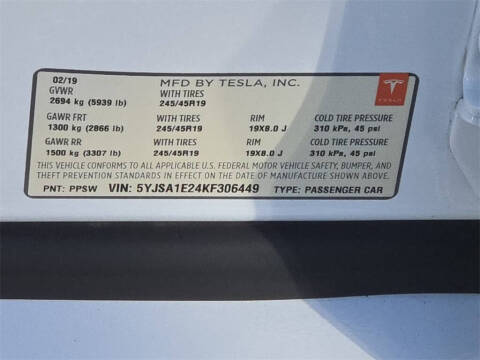 02/19 MFD BY TESLA, INC.
GVWR WITH TIRES
2694 kg (5939 lb) 245/45R19
TESLA
GAWR FRT WITH TIRES RIM COLD TIRE PRESSURE
1300 kg (2866 lb) 245/45R19 19X8.0 J 310 kPa, 45 psi
GAWR RR WITH TIRES RIM COLD TIRE PRESSURE
1500 kg (3307 lb) 245/45R19 19X8.0 J 310 kPa, 45 psi
THIS VEHICLE CONFORMS TO ALL APPLICABLE U.S. FEDERAL MOTOR VEHICLE SAFETY, BUMPER, AND
THEFT PREVENTION STANDARDS IN EFFECT ON THE DATE OF MANUFACTURE SHOWN ABOVE.
PNT: PPSW VIN: 5YJSA1E24KF306449 TYPE: PASSENGER CAR